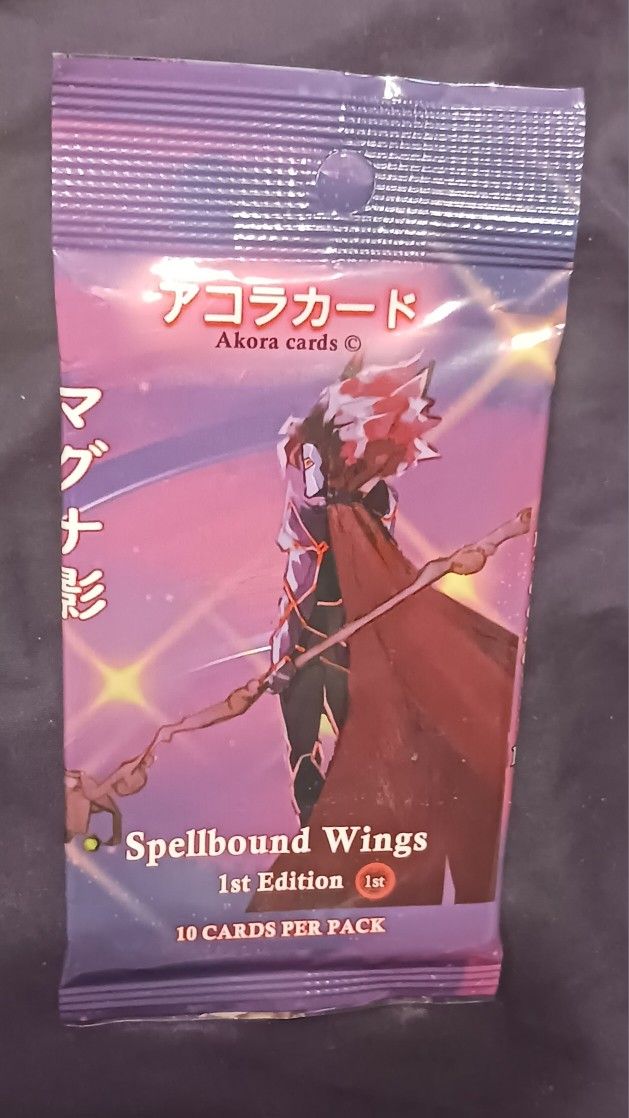 アコラカード
Akora cards ©
マグナ影
Spellbound Wings
1st Edition 1st
10 CARDS PER PACK